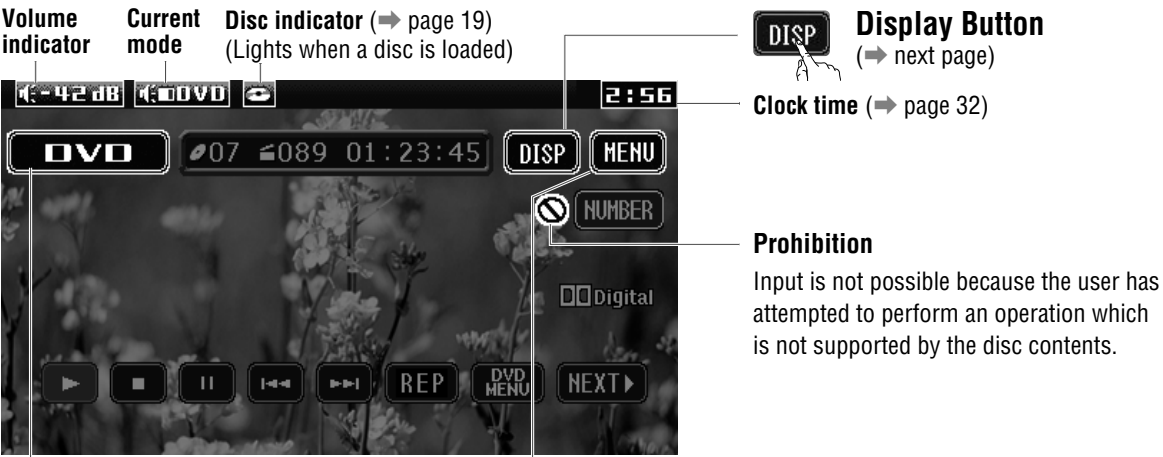 Volume indicator
Current mode
Disc indicator (➡ page 19)
(Lights when a disc is loaded)
DISP
Display Button
(➡ next page)
-42 dB
DVD
2:56
Clock time (➡ page 32)
DVD
07 089 01:23:45
DISP
MENU
NUMBER
Prohibition
Input is not possible because the user has
attempted to perform an operation which
is not supported by the disc contents.
Digital
REP
DVD MENU
NEXT